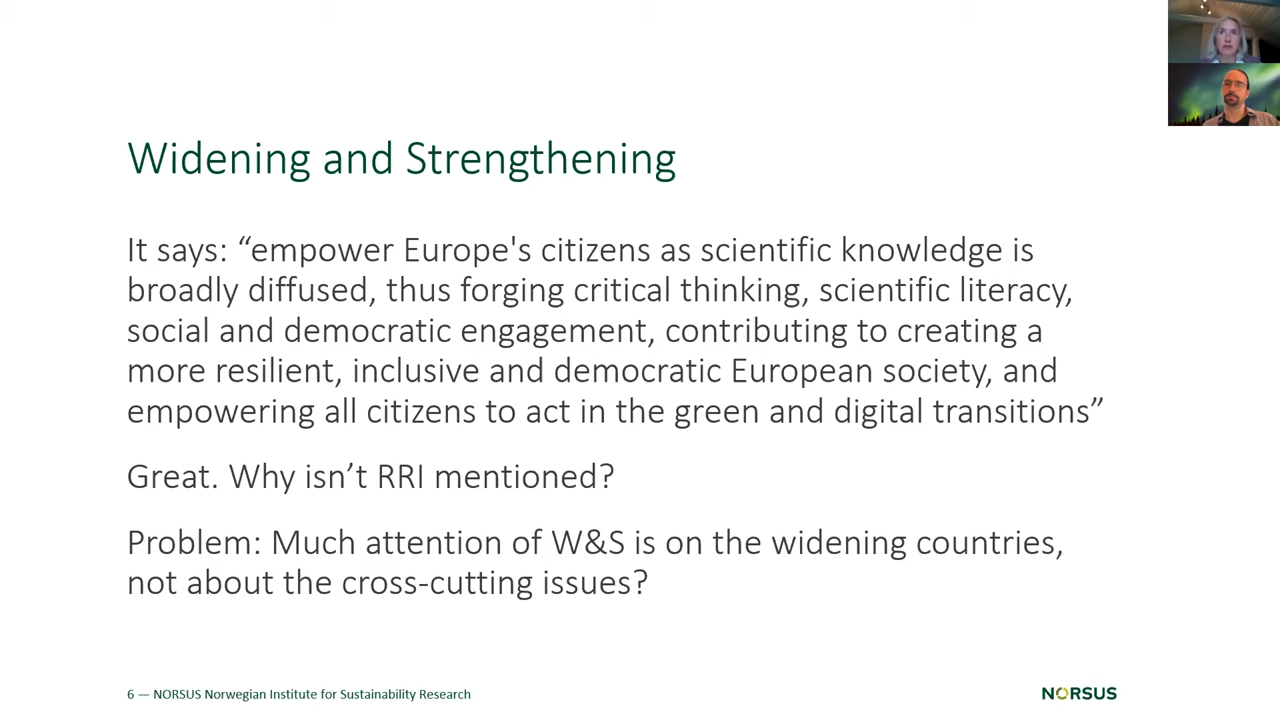 Widening and Strengthening
It says: “empower Europe's citizens as scientific knowledge is
broadly diffused, thus forging critical thinking, scientific literacy,
social and democratic engagement, contributing to creating a
more resilient, inclusive and democratic European society, and
empowering all citizens to act in the green and digital transitions”
Great. Why isn’t RRI mentioned?
Problem: Much attention of W&S is on the widening countries,
not about the cross-cutting issues?
6 — NORSUS Norwegian Institute for Sustainability Research
NORSUS